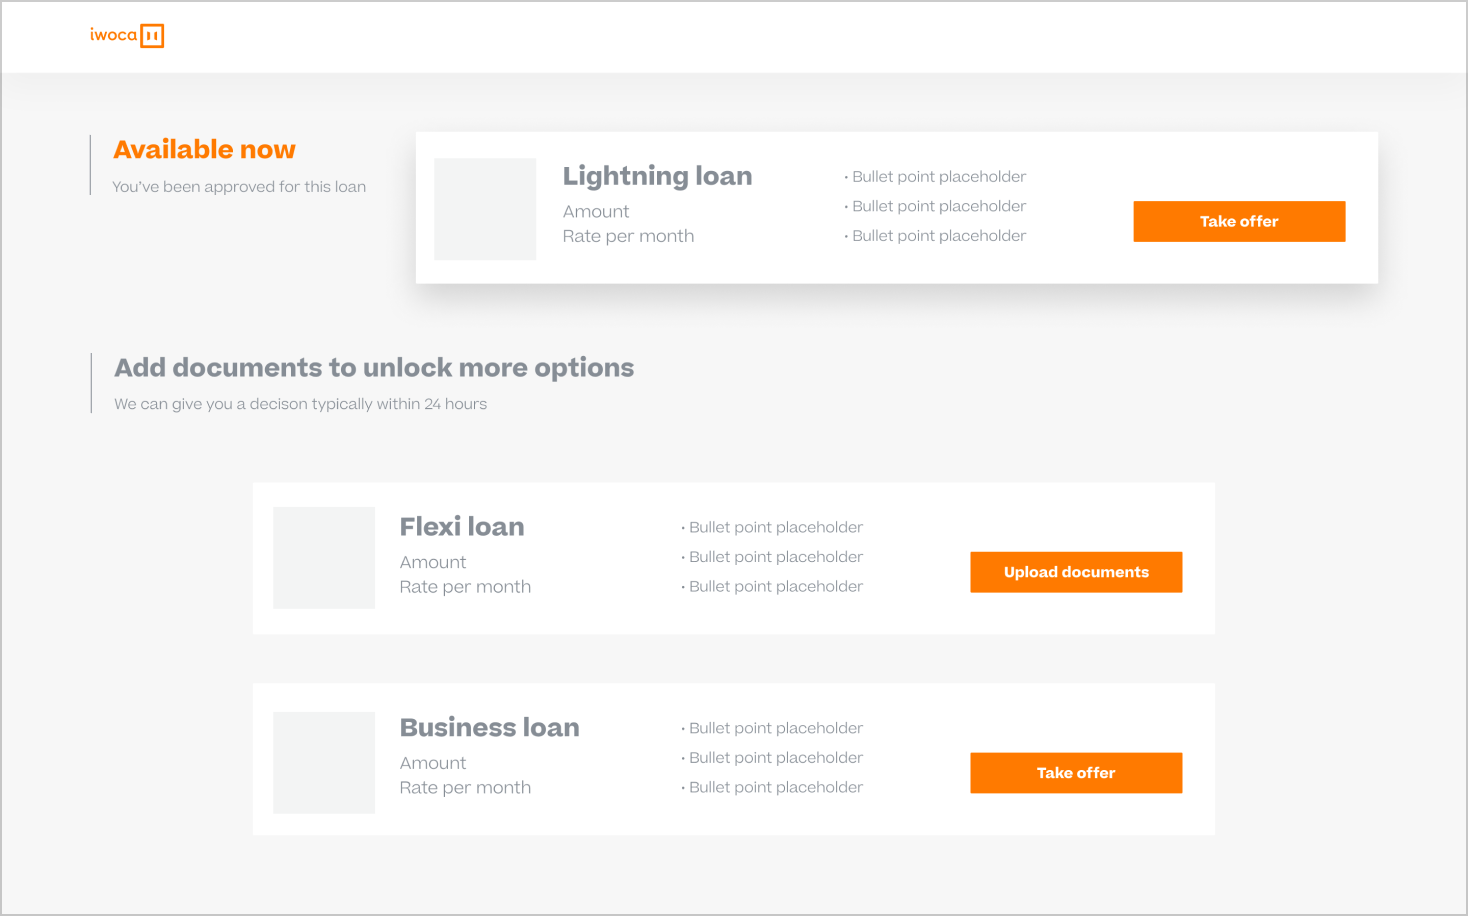 iwoca
Available now
You've been approved for this loan
Lightning loan
Amount
Rate per month
• Bullet point placeholder
• Bullet point placeholder
• Bullet point placeholder
Take offer
Add documents to unlock more options
We can give you a decison typically within 24 hours
Flexi loan
Amount
Rate per month
• Bullet point placeholder
• Bullet point placeholder
• Bullet point placeholder
Upload documents
Business loan
Amount
Rate per month
• Bullet point placeholder
• Bullet point placeholder
• Bullet point placeholder
Take offer